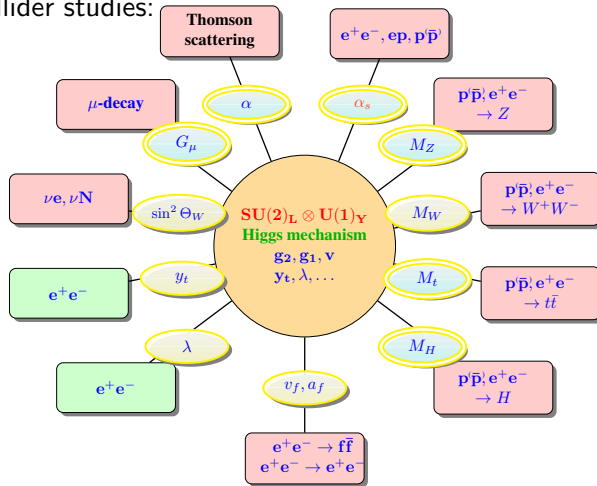 llider studies:
Thomson
scattering
e⁺e⁻, ep, p⁽p̄⁾
μ-decay
α
α_s
p⁽p̄⁾, e⁺e⁻
→ Z
G_μ
M_Z
νe, νN
sin² Θ_W
SU(2)_L ⊗ U(1)_Y
Higgs mechanism
g₂, g₁, v
y_t, λ, …
M_W
p⁽p̄⁾, e⁺e⁻
→ W⁺W⁻
e⁺e⁻
y_t
M_t
p⁽p̄⁾, e⁺e⁻
→ tt̄
e⁺e⁻
λ
M_H
p⁽p̄⁾, e⁺e⁻
→ H
v_f, a_f
e⁺e⁻ → ff̄
e⁺e⁻ → e⁺e⁻